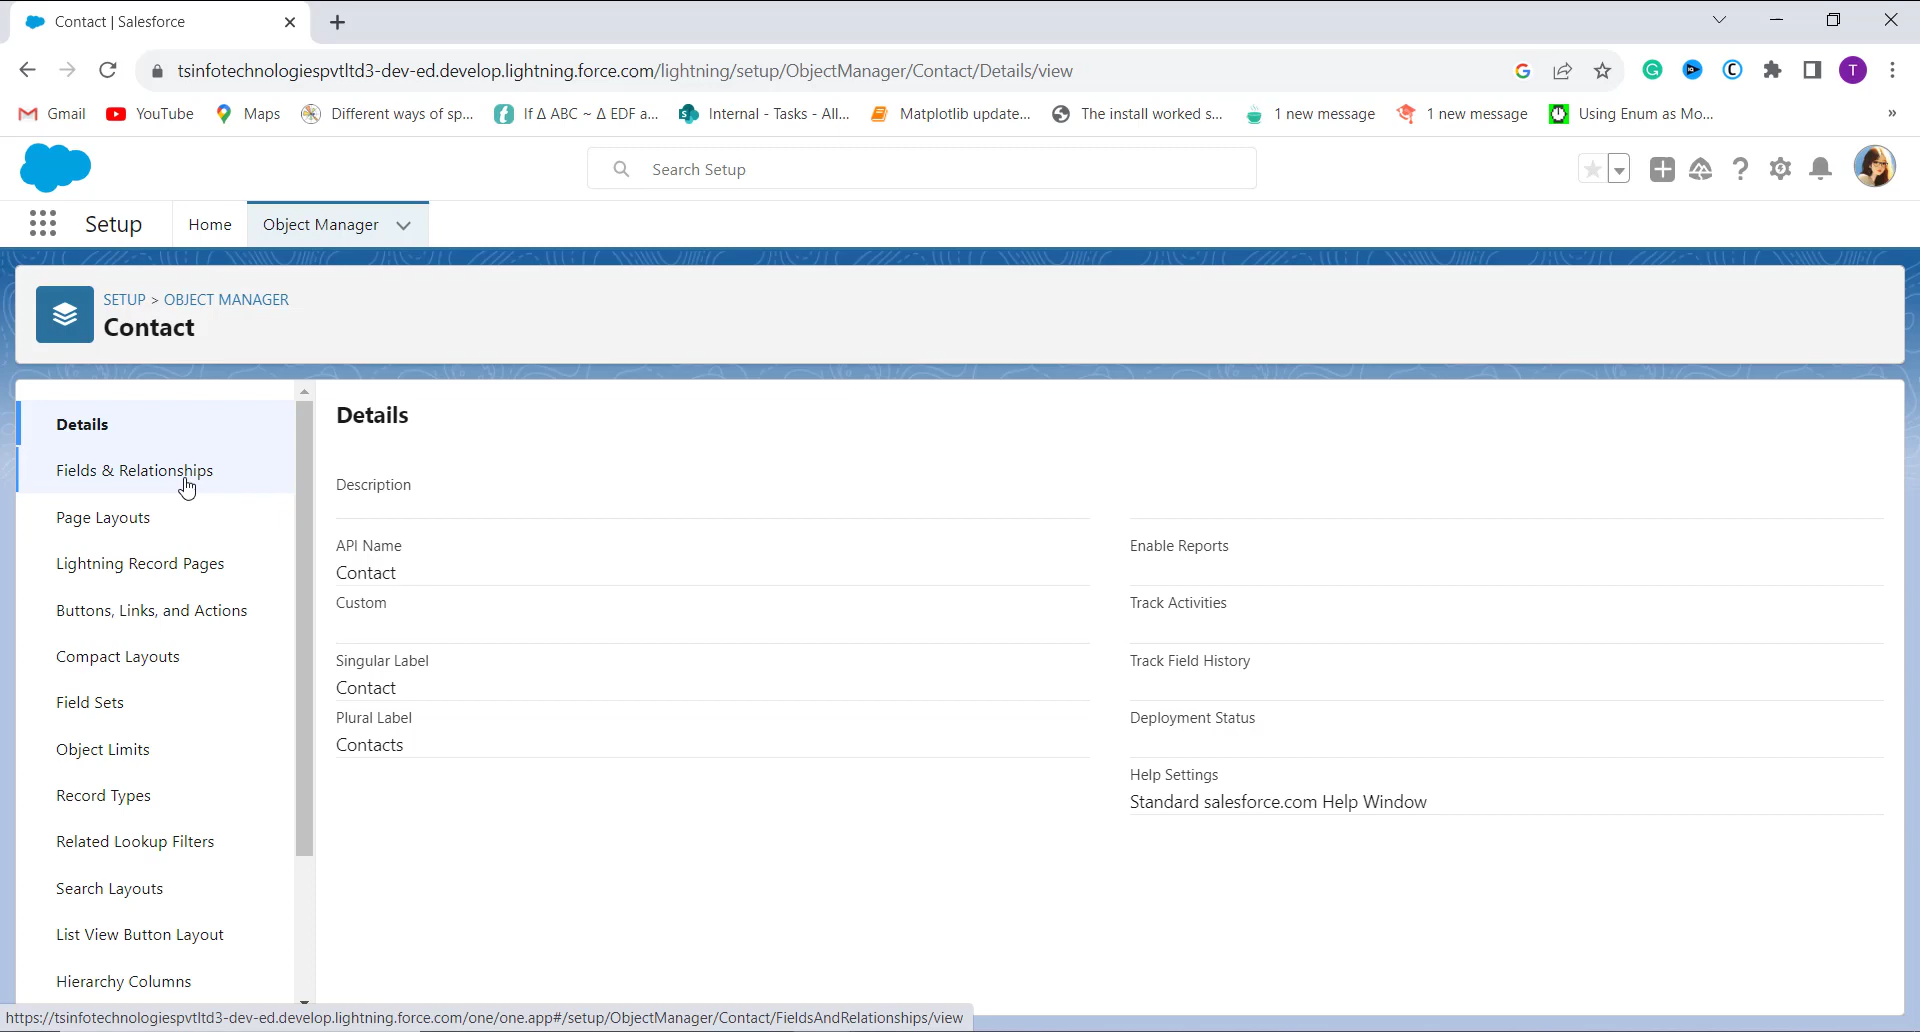 Contact | Salesforce
tsinfotechnologiespvtltd3-dev-ed.develop.lightning.force.com/lightning/setup/ObjectManager/Contact/Details/view
T
Gmail YouTube Maps Different ways of sp... If Δ ABC ~ Δ EDF a... Internal - Tasks - All... Matplotlib update... The install worked s... 1 new message 1 new message Using Enum as Mo... »
Search Setup
Setup Home Object Manager
SETUP > OBJECT MANAGER
Contact
Details
Fields & Relationships
Page Layouts
Lightning Record Pages
Buttons, Links, and Actions
Compact Layouts
Field Sets
Object Limits
Record Types
Related Lookup Filters
Search Layouts
List View Button Layout
Hierarchy Columns
Details
Description
API Name
Contact
Custom
Singular Label
Contact
Plural Label
Contacts
Enable Reports
Track Activities
Track Field History
Deployment Status
Help Settings
Standard salesforce.com Help Window
https://tsinfotechnologiespvtltd3-dev-ed.develop.lightning.force.com/one/one.app#/setup/ObjectManager/Contact/FieldsAndRelationships/view